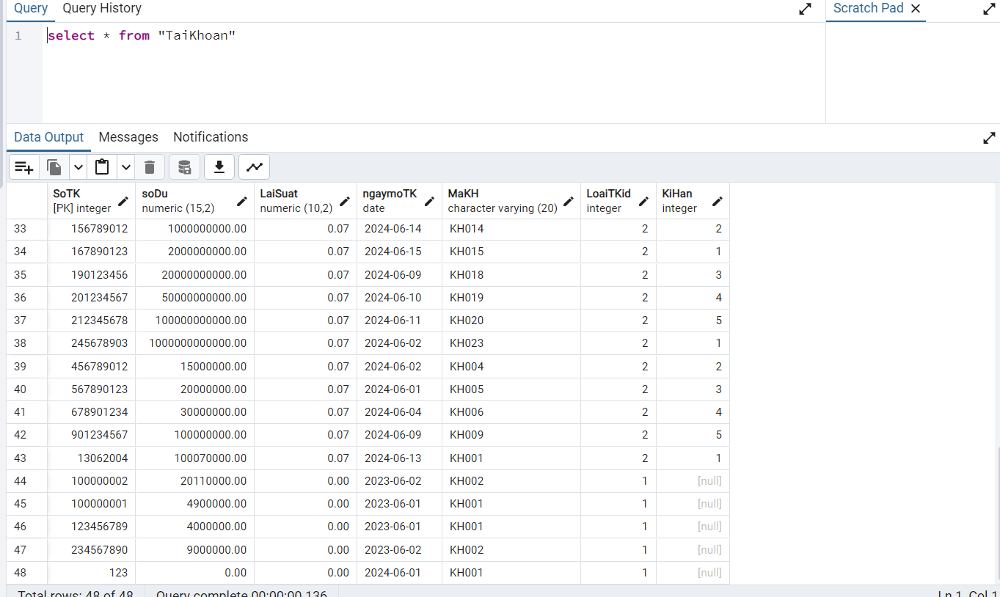 Query Query History Scratch Pad
1 select * from "TaiKhoan"
Data Output Messages Notifications
SoTK soDu LaiSuat ngaymoTK MaKH LoaiTKid KiHan
[PK] integer numeric (15,2) numeric (10,2) date character varying (20) integer integer
33 156789012 1000000000.00 0.07 2024-06-14 KH014 2 2
34 167890123 2000000000.00 0.07 2024-06-15 KH015 2 1
35 190123456 20000000000.00 0.07 2024-06-09 KH018 2 3
36 201234567 50000000000.00 0.07 2024-06-10 KH019 2 4
37 212345678 100000000000.00 0.07 2024-06-11 KH020 2 5
38 245678903 1000000000000.00 0.07 2024-06-02 KH023 2 1
39 456789012 15000000.00 0.07 2024-06-02 KH004 2 2
40 567890123 20000000.00 0.07 2024-06-01 KH005 2 3
41 678901234 30000000.00 0.07 2024-06-04 KH006 2 4
42 901234567 100000000.00 0.07 2024-06-09 KH009 2 5
43 13062004 100070000.00 0.07 2024-06-13 KH001 2 1
44 100000002 20110000.00 0.00 2023-06-02 KH002 1 [null]
45 100000001 4900000.00 0.00 2023-06-01 KH001 1 [null]
46 123456789 4000000.00 0.00 2023-06-01 KH001 1 [null]
47 234567890 9000000.00 0.00 2023-06-02 KH002 1 [null]
48 123 0.00 0.00 2024-06-01 KH001 1 [null]
Total rows: 48 of 48 Query complete 00:00:00.136 Ln 1, Col 1